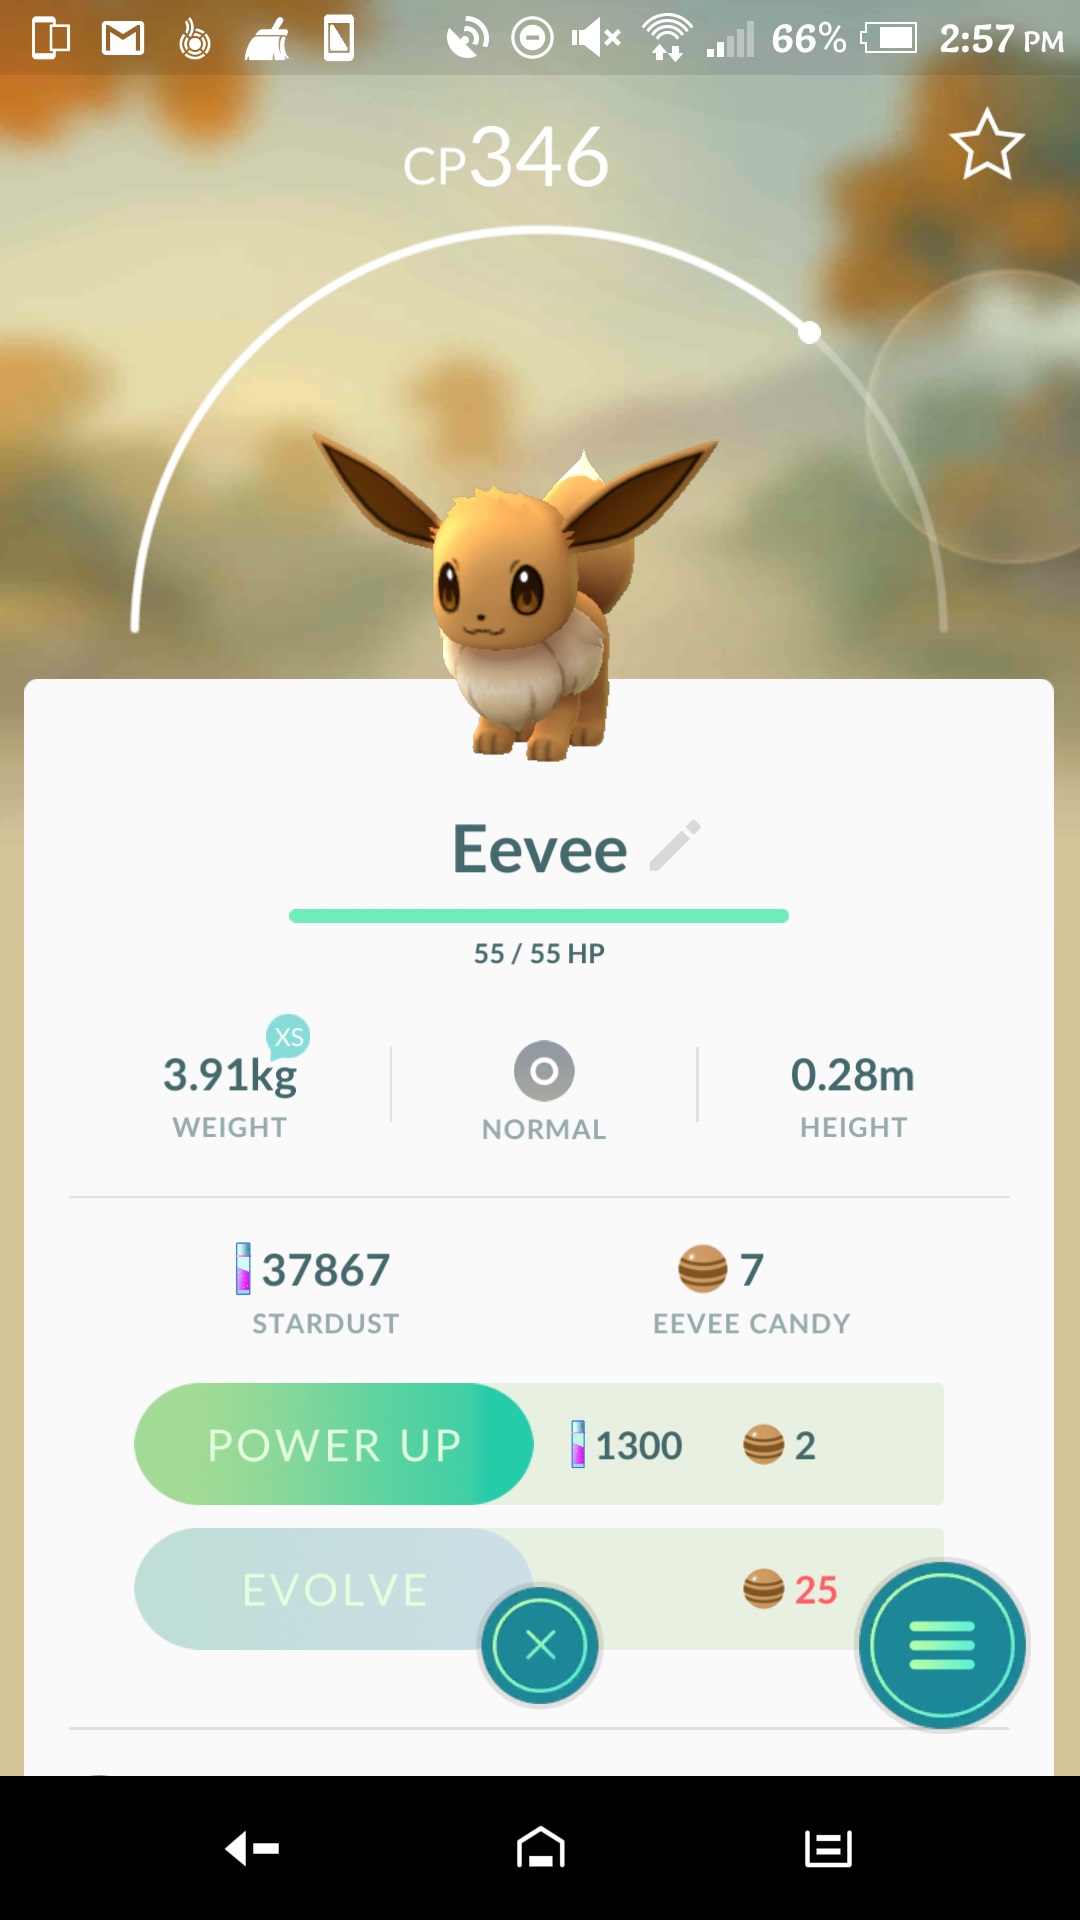 66% 2:57 PM
CP346
Eevee
55 / 55 HP
XS
3.91kg 0.28m
WEIGHT NORMAL HEIGHT
37867 7
STARDUST EEVEE CANDY
POWER UP 1300 2
EVOLVE 25